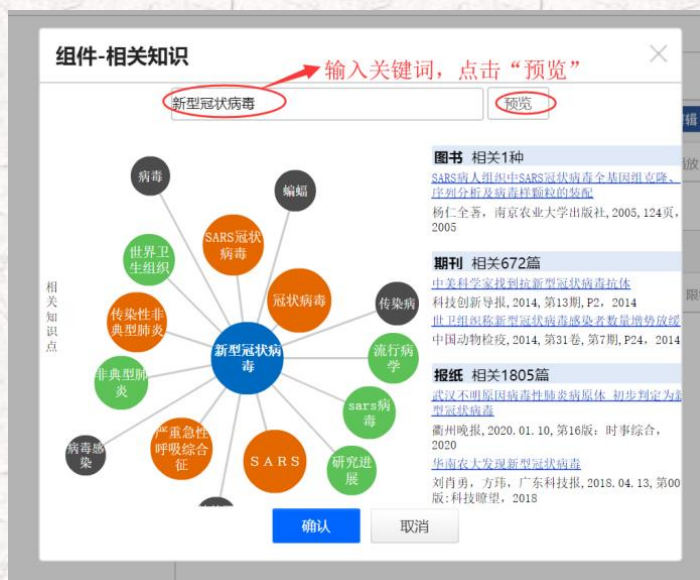 组件-相关知识
输入关键词，点击“预览”
新型冠状病毒
预览
相关知识点
病毒
蝙蝠
SARS冠状
病毒
世界卫
生组织
冠状病毒
传染病
传染性非
典型肺炎
新型冠状病
毒
流行病
学
非典型肺
炎
sars病
毒
严重急性
呼吸综合
征
病毒感
染
SARS
研究进
展
图书 相关1种
SARS病人组织中SARS冠状病毒全基因组克隆、
序列分析及病毒样颗粒的装配
杨仁全著，南京农业大学出版社,2005,124页,
2005
期刊 相关672篇
中美科学家找到抗新型冠状病毒抗体
科技创新导报,2014,第13期,P2，2014
世卫组织称新型冠状病毒感染者数量增势放缓
中国动物检疫,2014,第31卷,第7期,P24，2014
报纸 相关1805篇
武汉不明原因病毒性肺炎病原体 初步判定为新
型冠状病毒
衢州晚报,2020.01.10,第16版：时事综合，
2020
华南农大发现新型冠状病毒
刘肖勇，方玮，广东科技报,2018.04.13,第00
版:科技瞭望，2018
确认
取消
辑
放
限